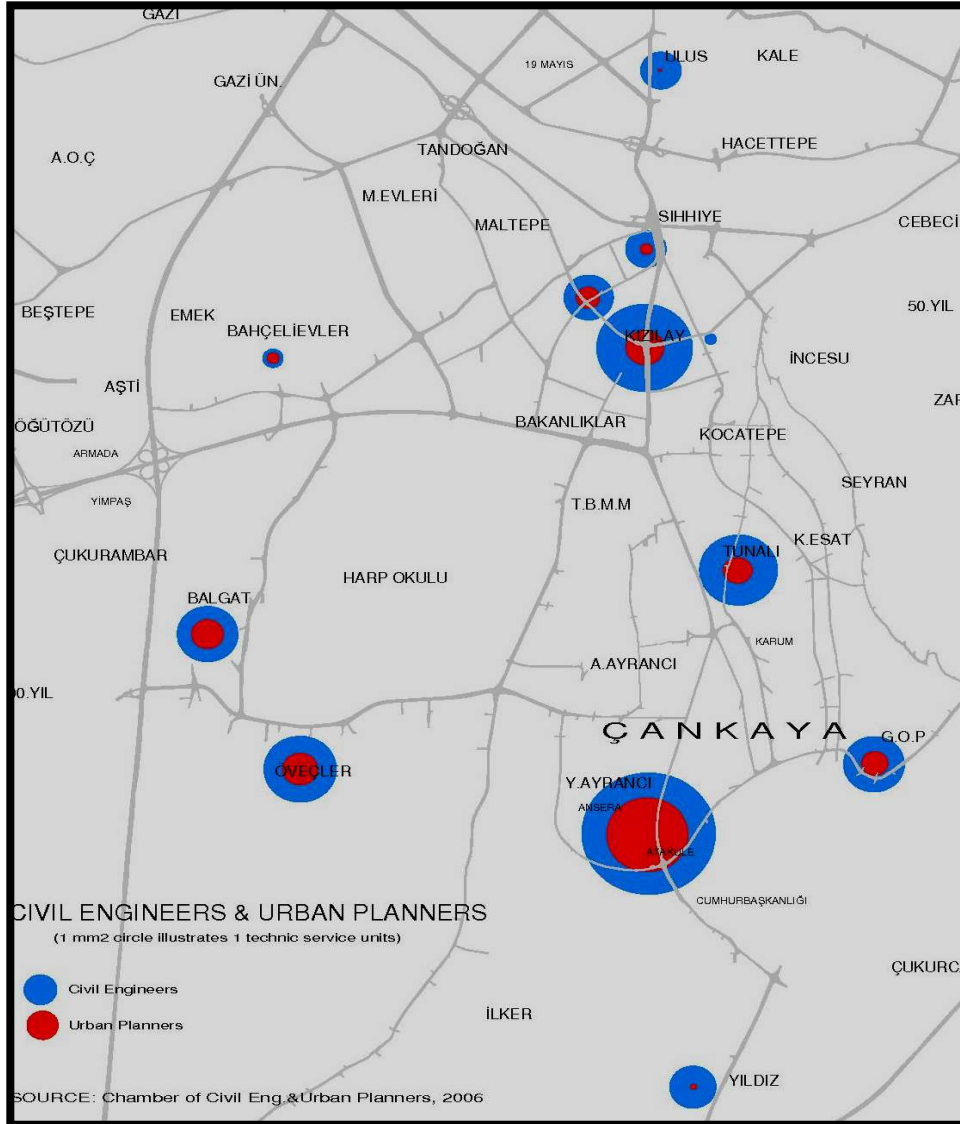 GAZİ
ULUS
KALE
19 MAYIS
GAZİ ÜN.
HACETTEPE
TANDOĞAN
A.O.Ç
M.EVLERİ
MALTEPE
SIHHIYE
CEBECİ
BEŞTEPE
EMEK
BAHÇELİEVLER
50.YIL
KIZILAY
İNCESU
AŞTİ
ZAF
BAKANLIKLAR
ÖĞÜTÖZÜ
KOCATEPE
ARMADA
SEYRAN
YİMPAŞ
T.B.M.M
K.ESAT
ÇUKURAMBAR
TUNALI
HARP OKULU
BALGAT
KARUM
A.AYRANCI
00.YIL
ÇANKAYA
G.O.P
ÖVEÇLER
Y.AYRANCI
ANSERA
ATAKULE
CUMHURBAŞKANLIĞI
CIVIL ENGINEERS & URBAN PLANNERS
(1 mm2 circle illustrates 1 technic service units)
ÇUKURCA
Civil Engineers
İLKER
Urban Planners
YILDIZ
SOURCE: Chamber of Civil Eng.&Urban Planners, 2006